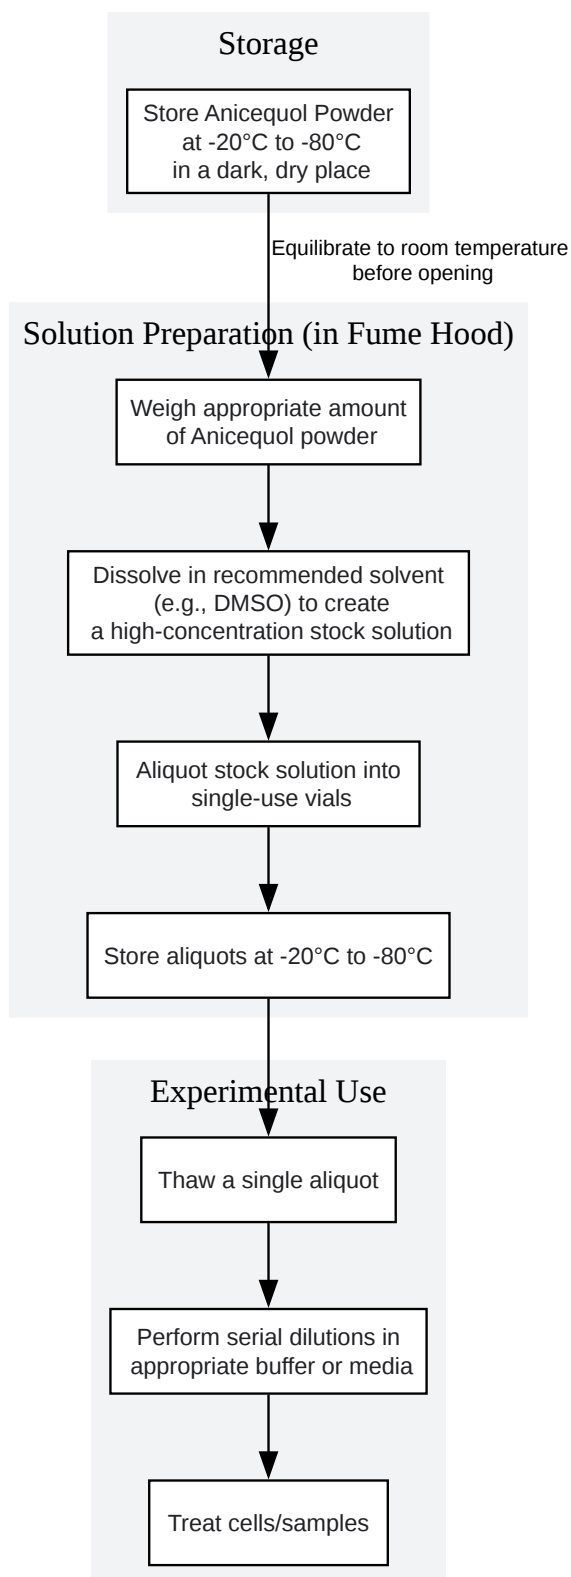 Storage
Store Anicequol Powder
at -20°C to -80°C
in a dark, dry place
Equilibrate to room temperature
before opening
Solution Preparation (in Fume Hood)
Weigh appropriate amount
of Anicequol powder
Dissolve in recommended solvent
(e.g., DMSO) to create
a high-concentration stock solution
Aliquot stock solution into
single-use vials
Store aliquots at -20°C to -80°C
Experimental Use
Thaw a single aliquot
Perform serial dilutions in
appropriate buffer or media
Treat cells/samples